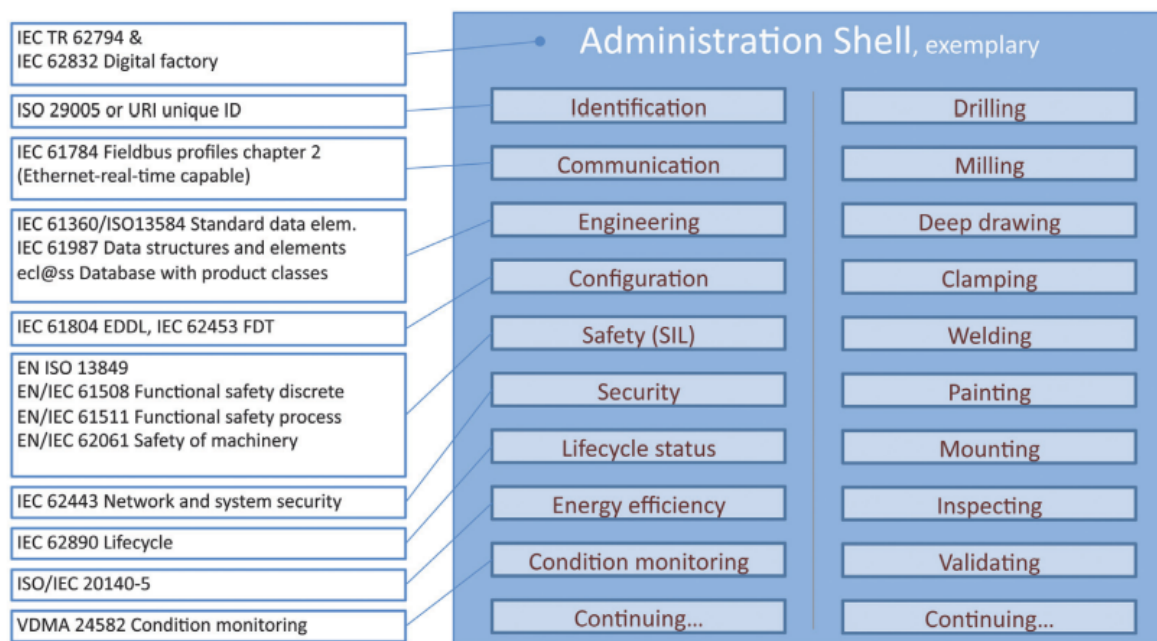 IEC TR 62794 &
IEC 62832 Digital factory
ISO 29005 or URI unique ID
IEC 61784 Fieldbus profiles chapter 2
(Ethernet-real-time capable)
IEC 61360/ISO13584 Standard data elem.
IEC 61987 Data structures and elements
ecl@ss Database with product classes
IEC 61804 EDDL, IEC 62453 FDT
EN ISO 13849
EN/IEC 61508 Functional safety discrete
EN/IEC 61511 Functional safety process
EN/IEC 62061 Safety of machinery
IEC 62443 Network and system security
IEC 62890 Lifecycle
ISO/IEC 20140-5
VDMA 24582 Condition monitoring
Administration Shell, exemplary
Identification
Communication
Engineering
Configuration
Safety (SIL)
Security
Lifecycle status
Energy efficiency
Condition monitoring
Continuing...
Drilling
Milling
Deep drawing
Clamping
Welding
Painting
Mounting
Inspecting
Validating
Continuing...